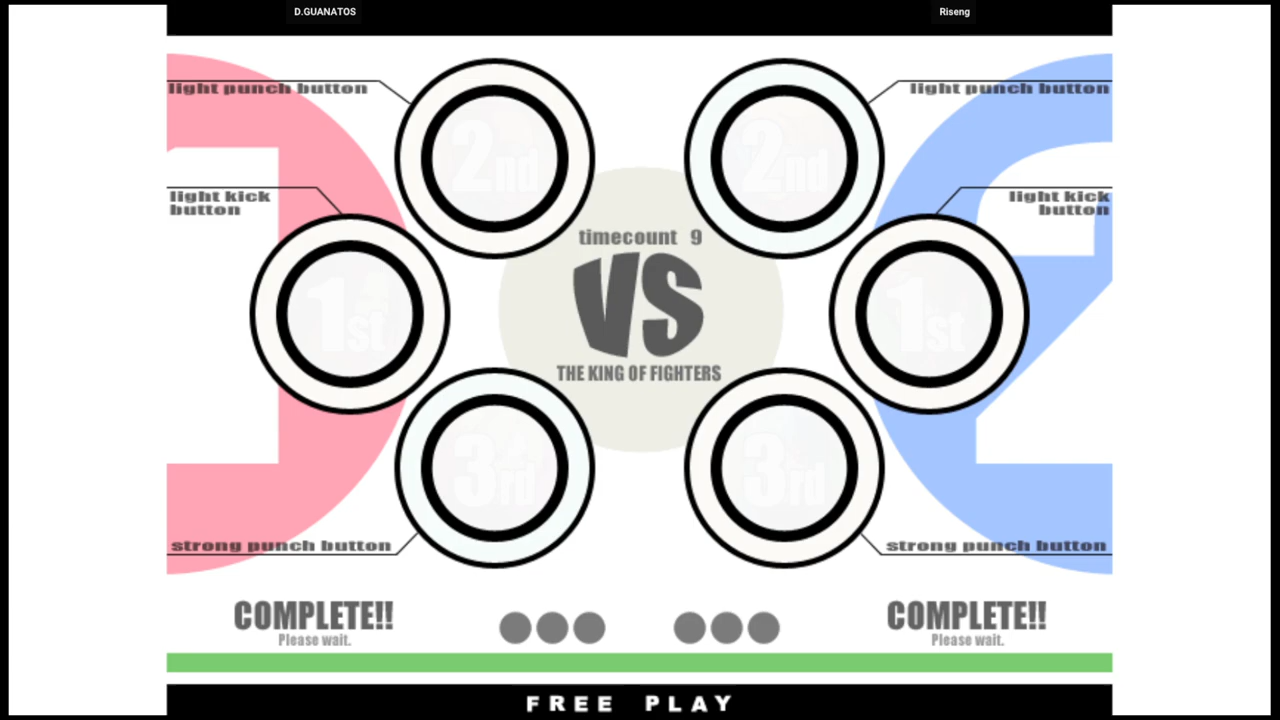 D.GUANATOS
Riseng
light punch button
light punch button
2nd
2nd
light kick
button
light kick
button
timecount 9
1st
VS
1st
THE KING OF FIGHTERS
3rd
3rd
strong punch button
strong punch button
COMPLETE!!
Please wait.
COMPLETE!!
Please wait.
FREE PLAY